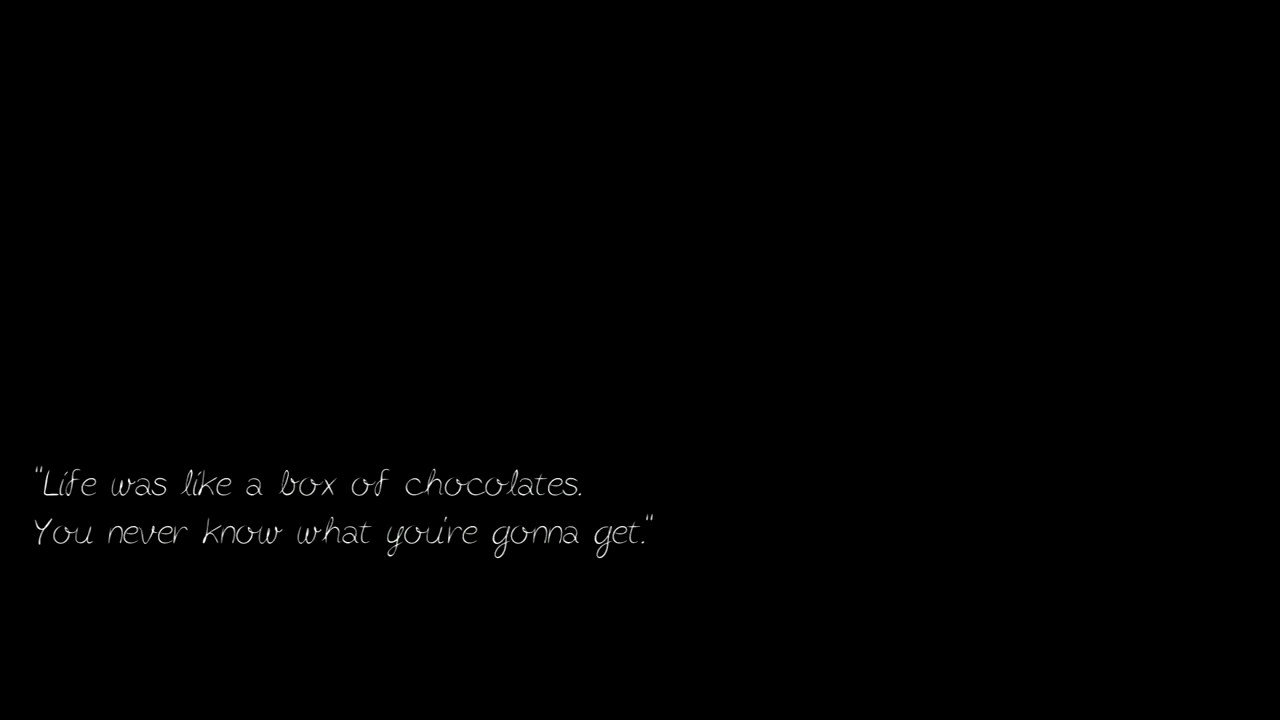 "Life was like a box of chocolates.
You never know what you're gonna get."